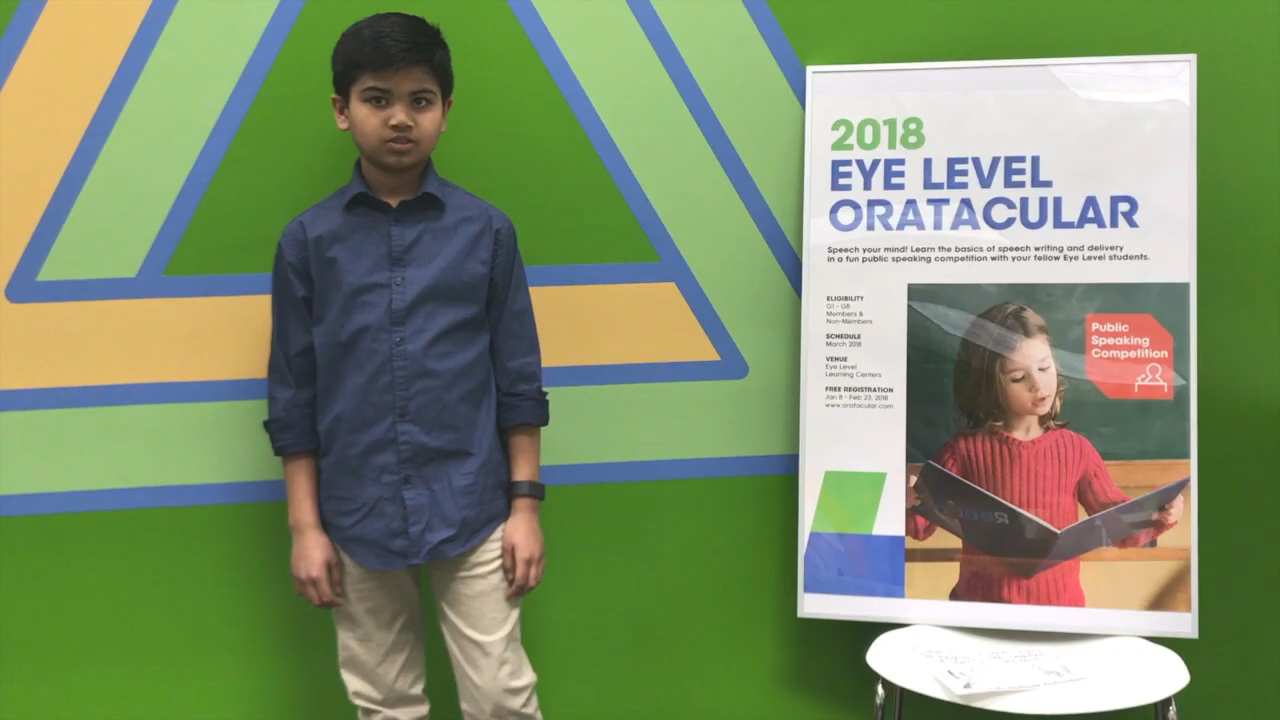 2018
EYE LEVEL
ORATACULAR
Speech your mind! Learn the basics of speech writing and delivery
in a fun public speaking competition with your fellow Eye Level students.
ELIGIBILITY
G1 - G8
Members &
Non-Members
SCHEDULE
March 2018
VENUE
Eye Level
Learning Centers
FREE REGISTRATION
Jan 8 - Feb 23, 2018
www.oratacular.com
Public
Speaking
Competition